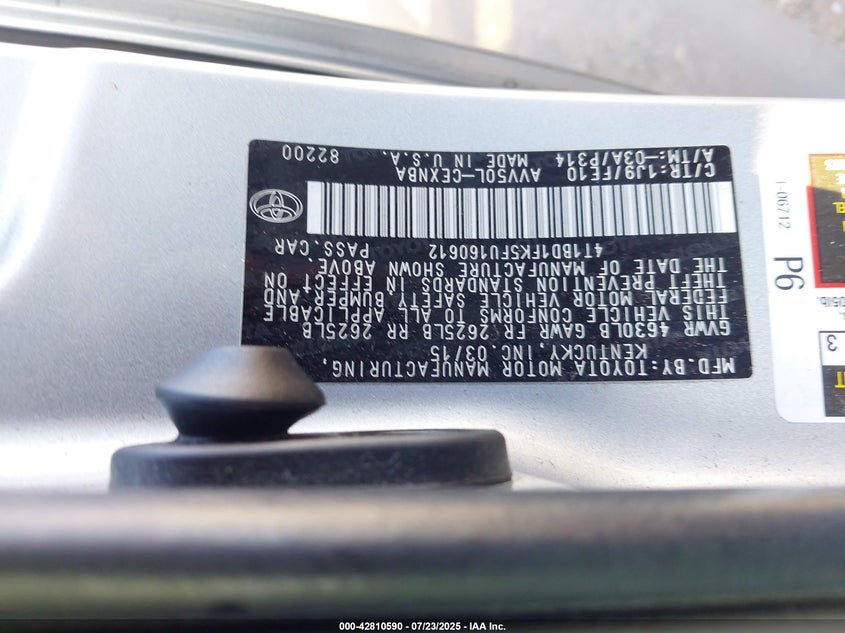 MFD.BY:TOYOTA MOTOR MANUFACTURING,
KENTUCKY, INC. 03/15
GVWR 4630LB GAWR FR 2625LB RR 2625LB
THIS VEHICLE CONFORMS TO ALL APPLICABLE
FEDERAL MOTOR VEHICLE SAFETY BUMPER, AND
THEFT PREVENTION STANDARDS IN EFFECT ON
THE DATE OF MANUFACTURE SHOWN ABOVE.
4T1BD1FK5FU160612 PASS.CAR
C/TR:1J9/FE10 AVV50L-CEXNBA 82200
A/TM:-03A/P314 MADE IN U.S.A.
1-06712
P6
3
000-42810590 - 07/23/2025 - IAA Inc.